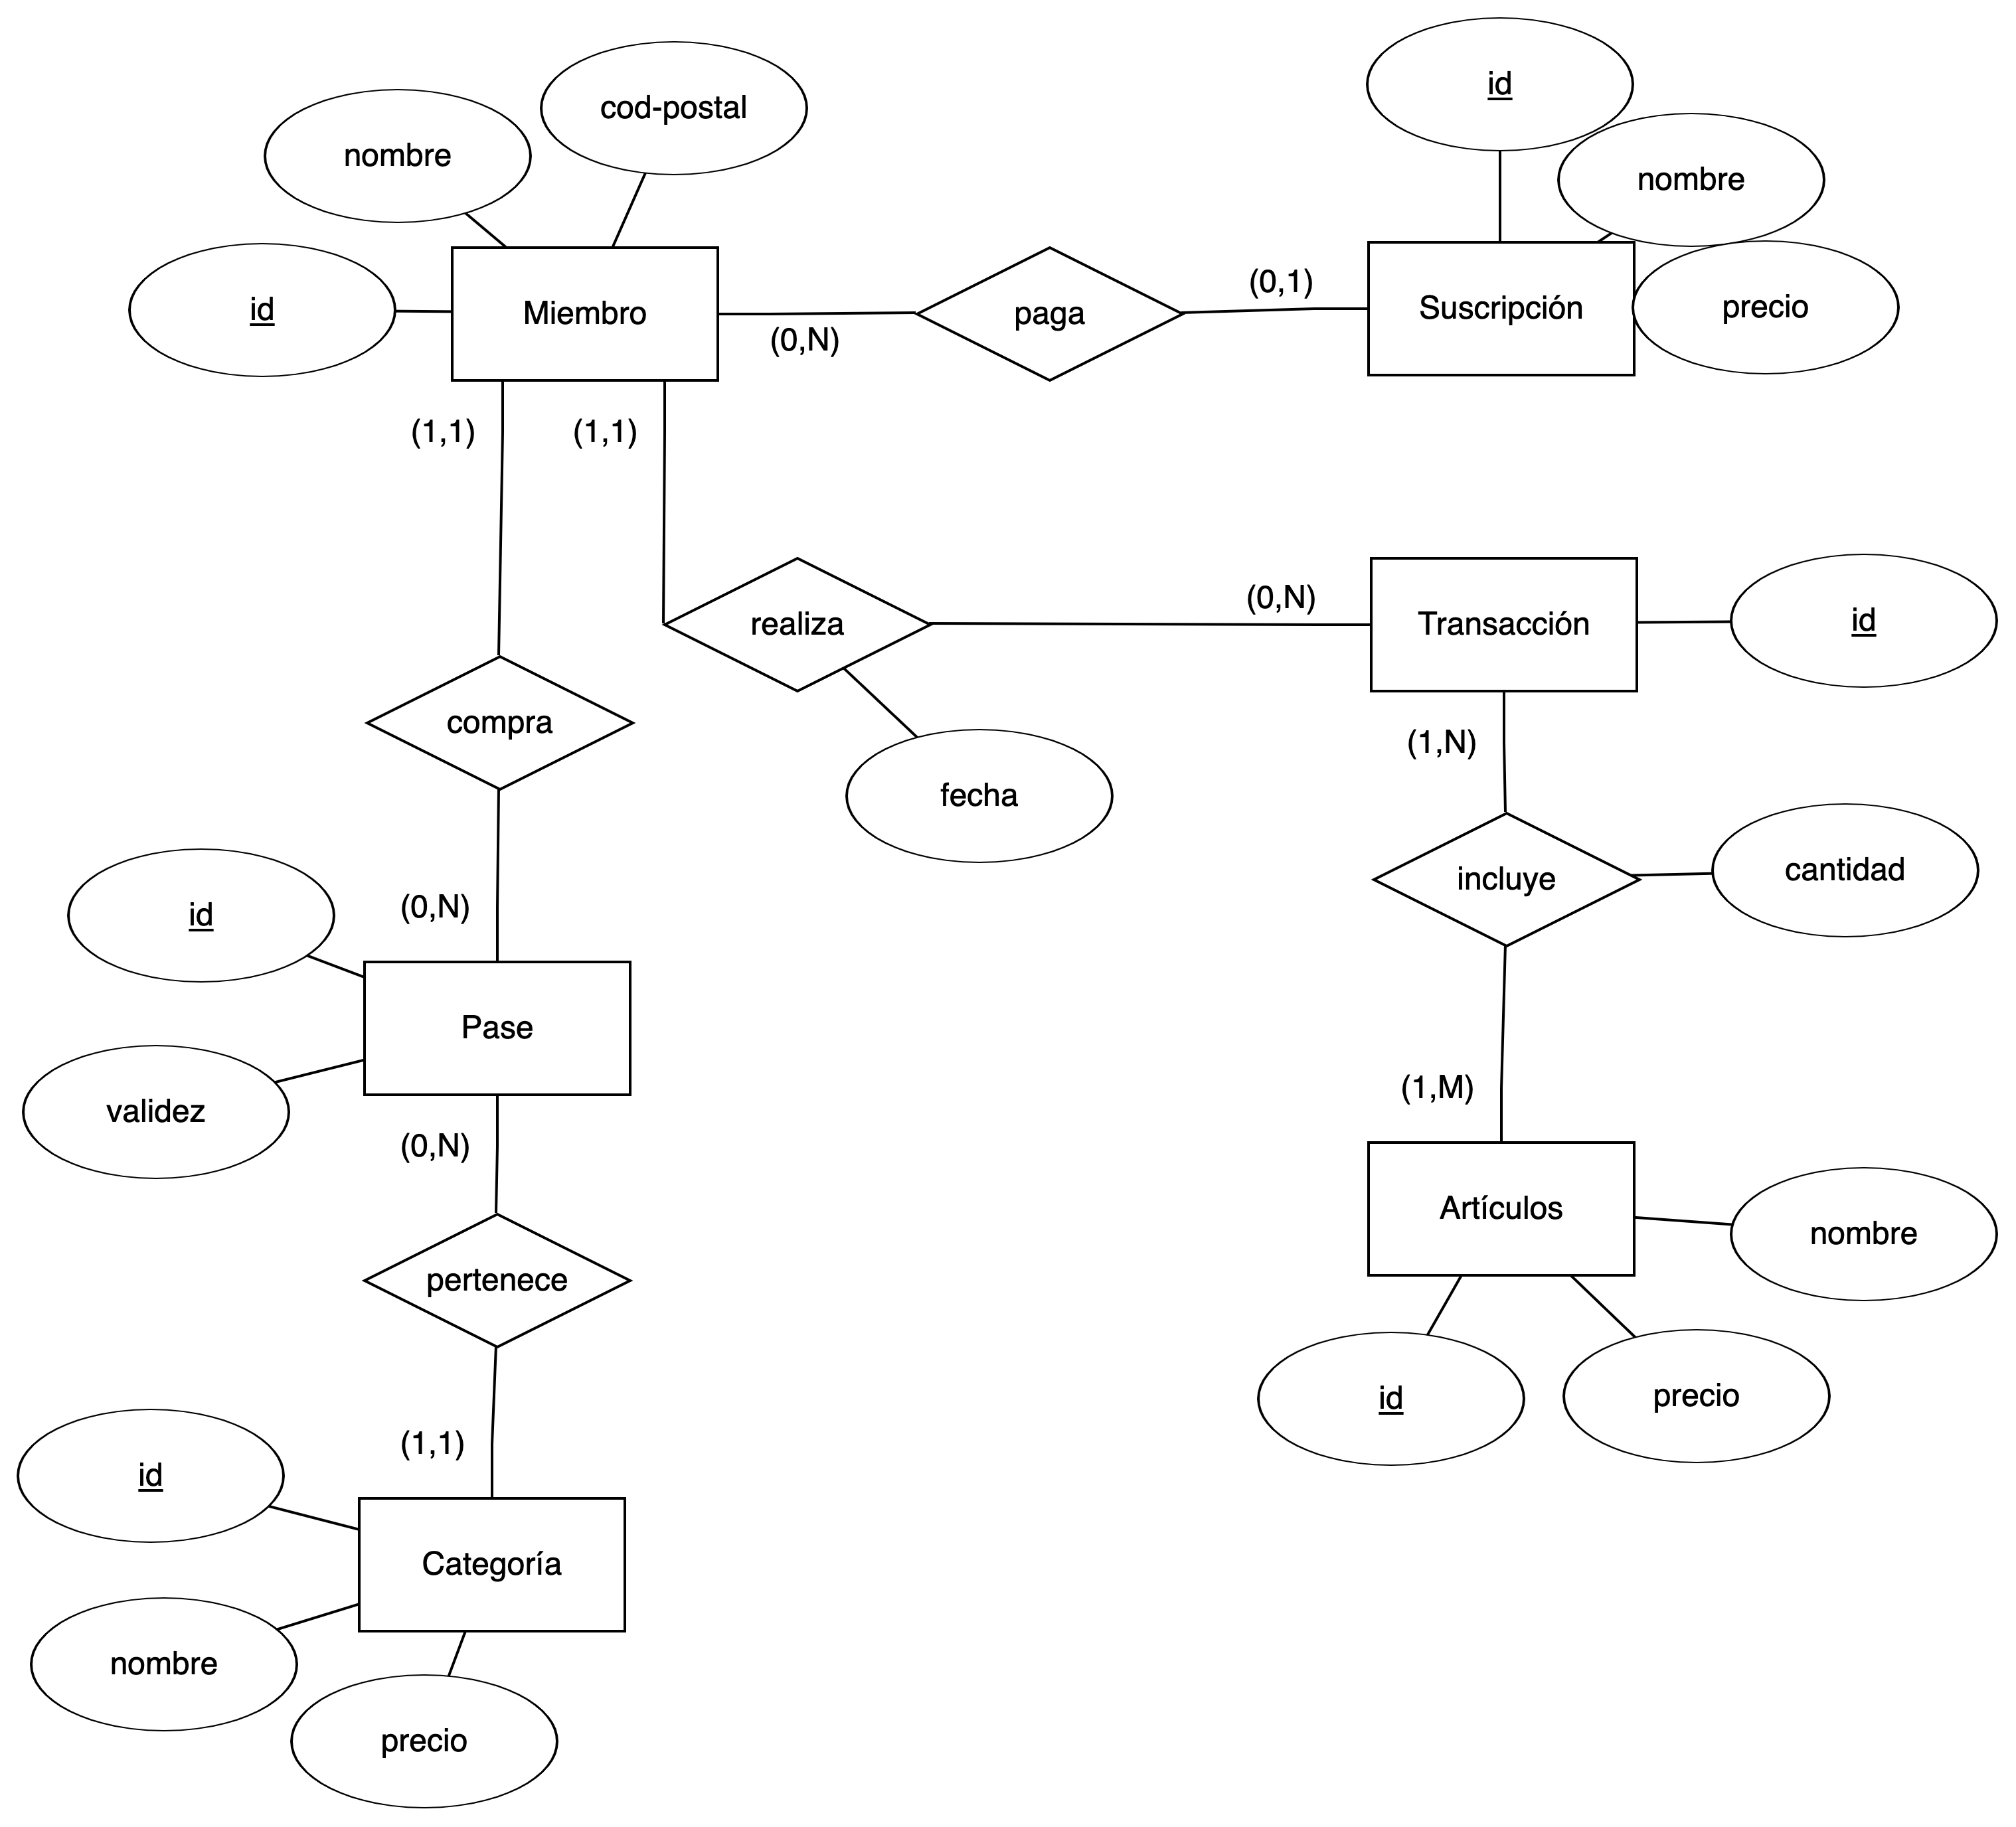 id
cod-postal
nombre
nombre
id
Miembro
(0,N)
paga
(0,1)
Suscripción
precio
(1,1)
(1,1)
realiza
(0,N)
Transacción
id
compra
(1,N)
fecha
incluye
cantidad
id
(0,N)
Pase
validez
(1,M)
(0,N)
Artículos
nombre
pertenece
id
precio
(1,1)
id
Categoría
nombre
precio